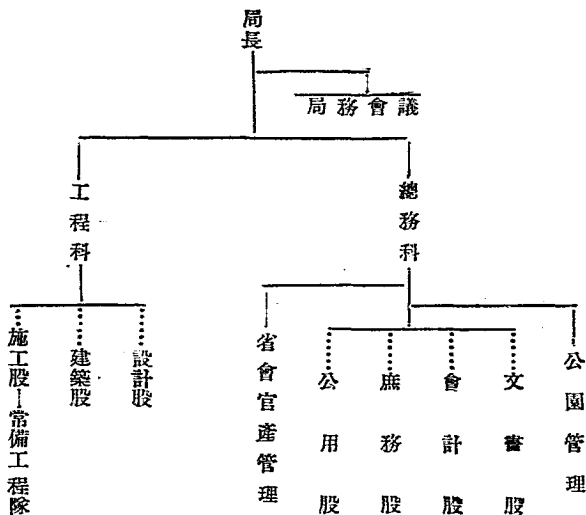 局長
局務會議
總務科
工程科
公園管理
文書股
會計股
庶務股
公用股
省會官產管理
設計股
建築股
施工股—常備工程隊